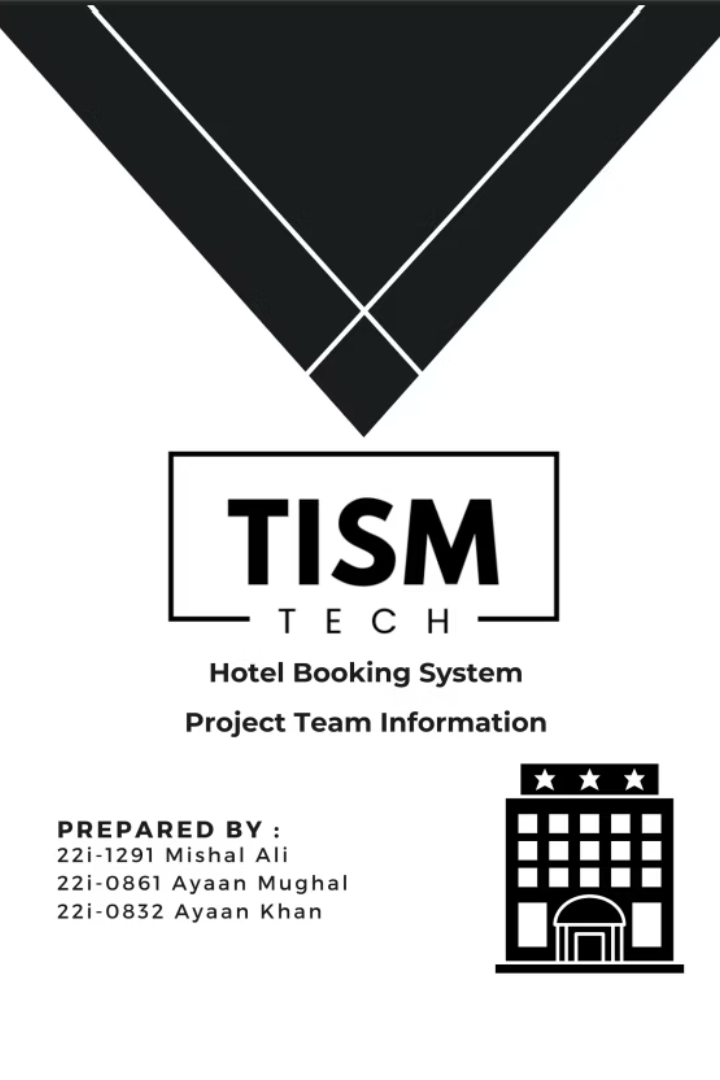 TISM
TECH
Hotel Booking System
Project Team Information
PREPARED BY :
22i-1291 Mishal Ali
22i-0861 Ayaan Mughal
22i-0832 Ayaan Khan